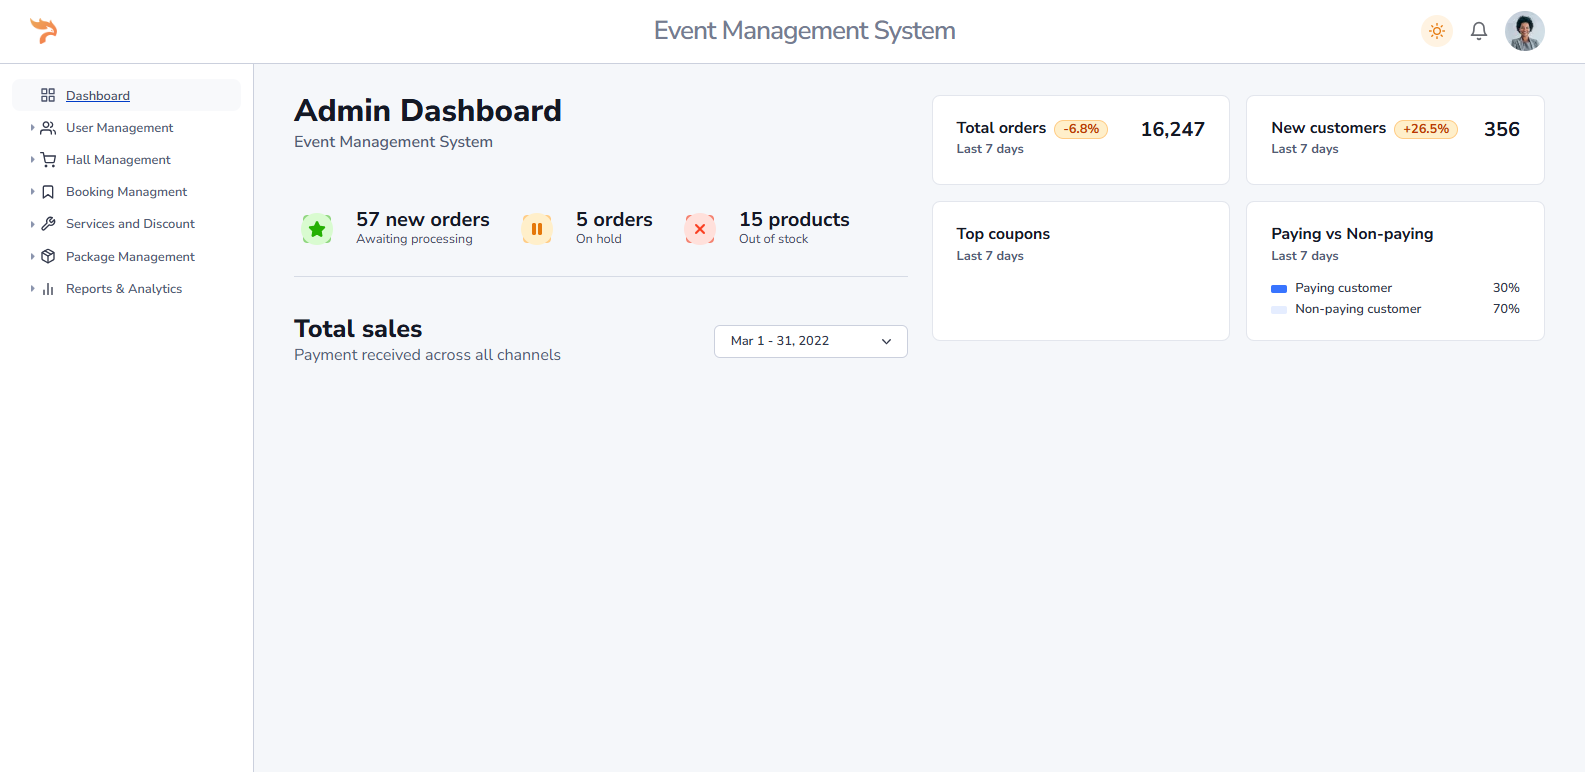 Event Management System
Dashboard
User Management
Hall Management
Booking Managment
Services and Discount
Package Management
Reports & Analytics
Admin Dashboard
Event Management System
57 new orders
Awaiting processing
5 orders
On hold
15 products
Out of stock
Total sales
Payment received across all channels
Mar 1 - 31, 2022
Total orders -6.8% 16,247
Last 7 days
New customers +26.5% 356
Last 7 days
Top coupons
Last 7 days
Paying vs Non-paying
Last 7 days
Paying customer 30%
Non-paying customer 70%